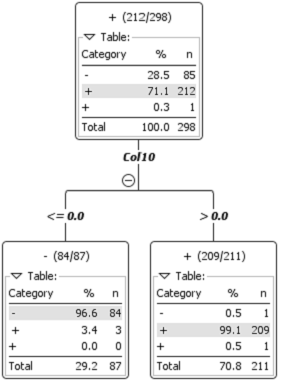 + (212/298)
▽ Table:
Category % n
- 28.5 85
+ 71.1 212
+ 0.3 1
Total 100.0 298
Col10
<= 0.0
> 0.0
- (84/87)
▽ Table:
Category % n
- 96.6 84
+ 3.4 3
+ 0.0 0
Total 29.2 87
+ (209/211)
▽ Table:
Category % n
- 0.5 1
+ 99.1 209
+ 0.5 1
Total 70.8 211